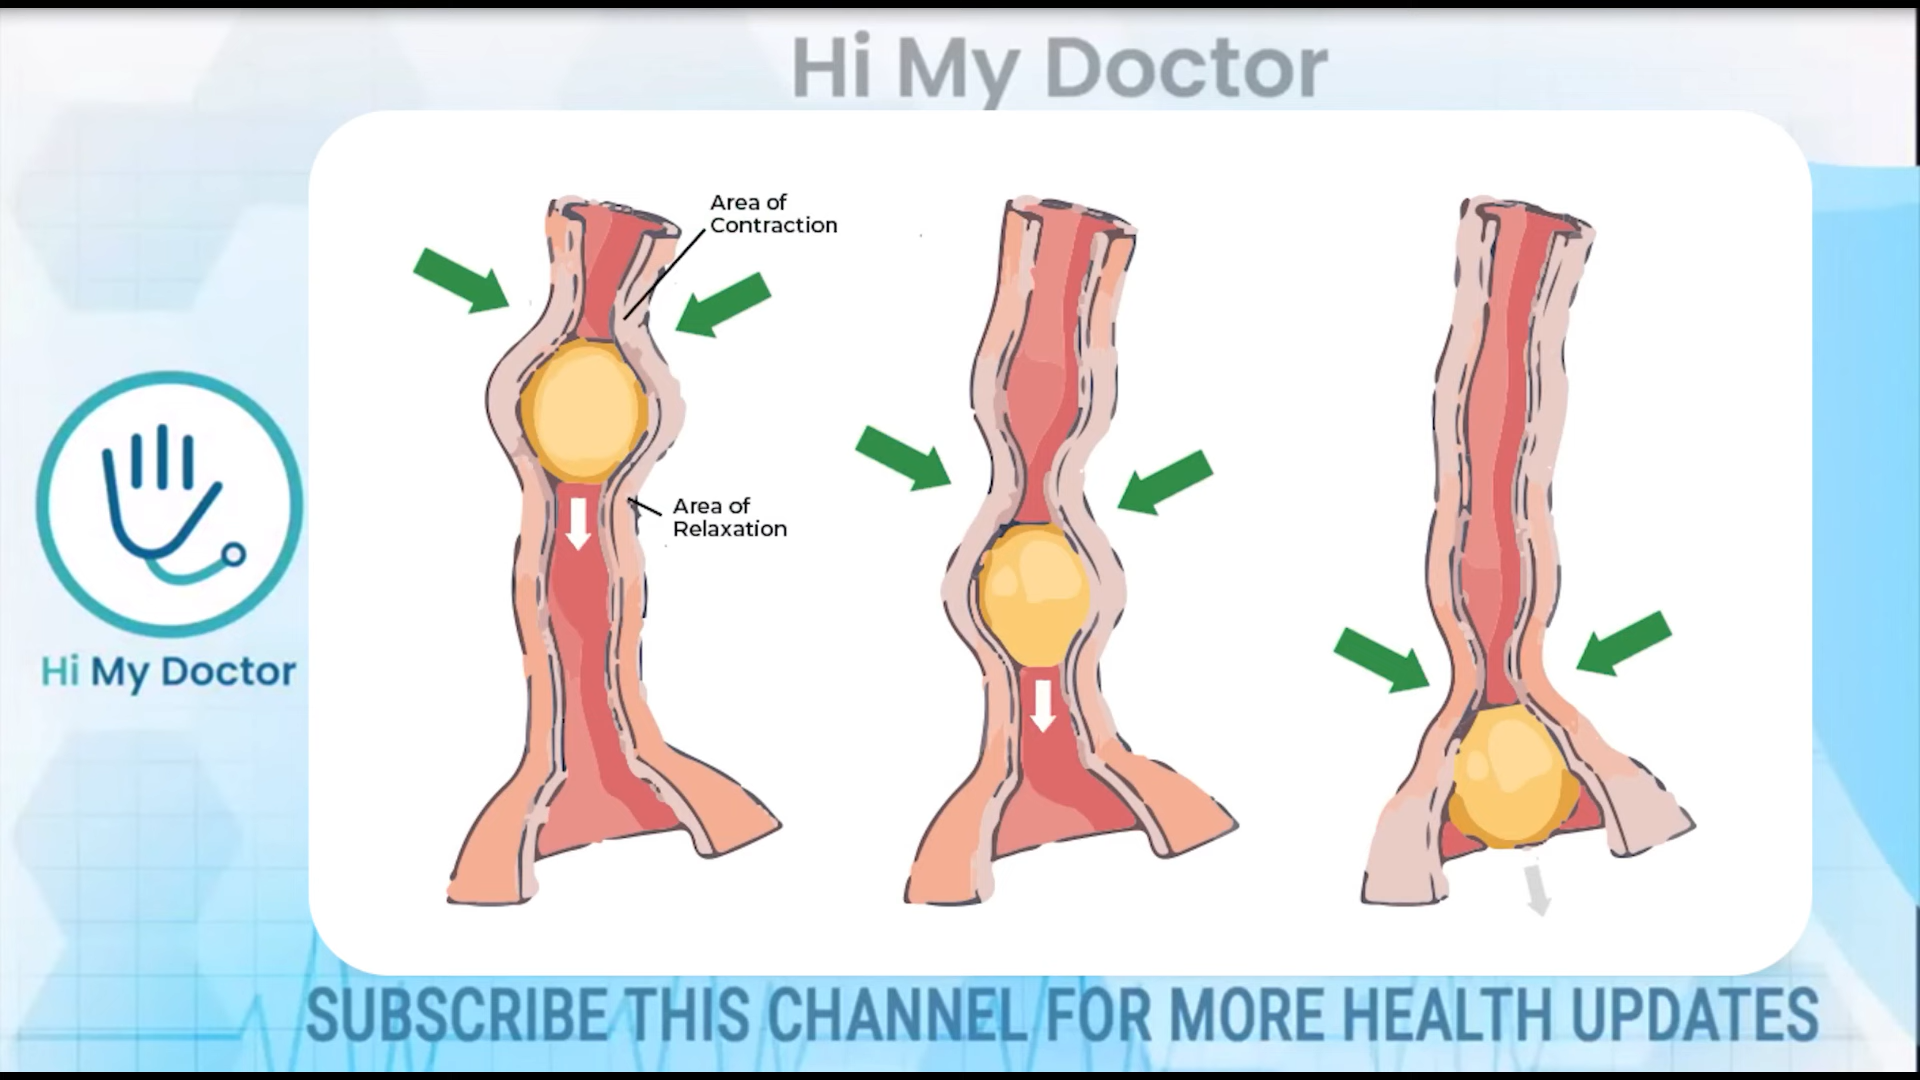 Hi My Doctor
Area of
Contraction
Area of
Relaxation
Hi My Doctor
SUBSCRIBE THIS CHANNEL FOR MORE HEALTH UPDATES